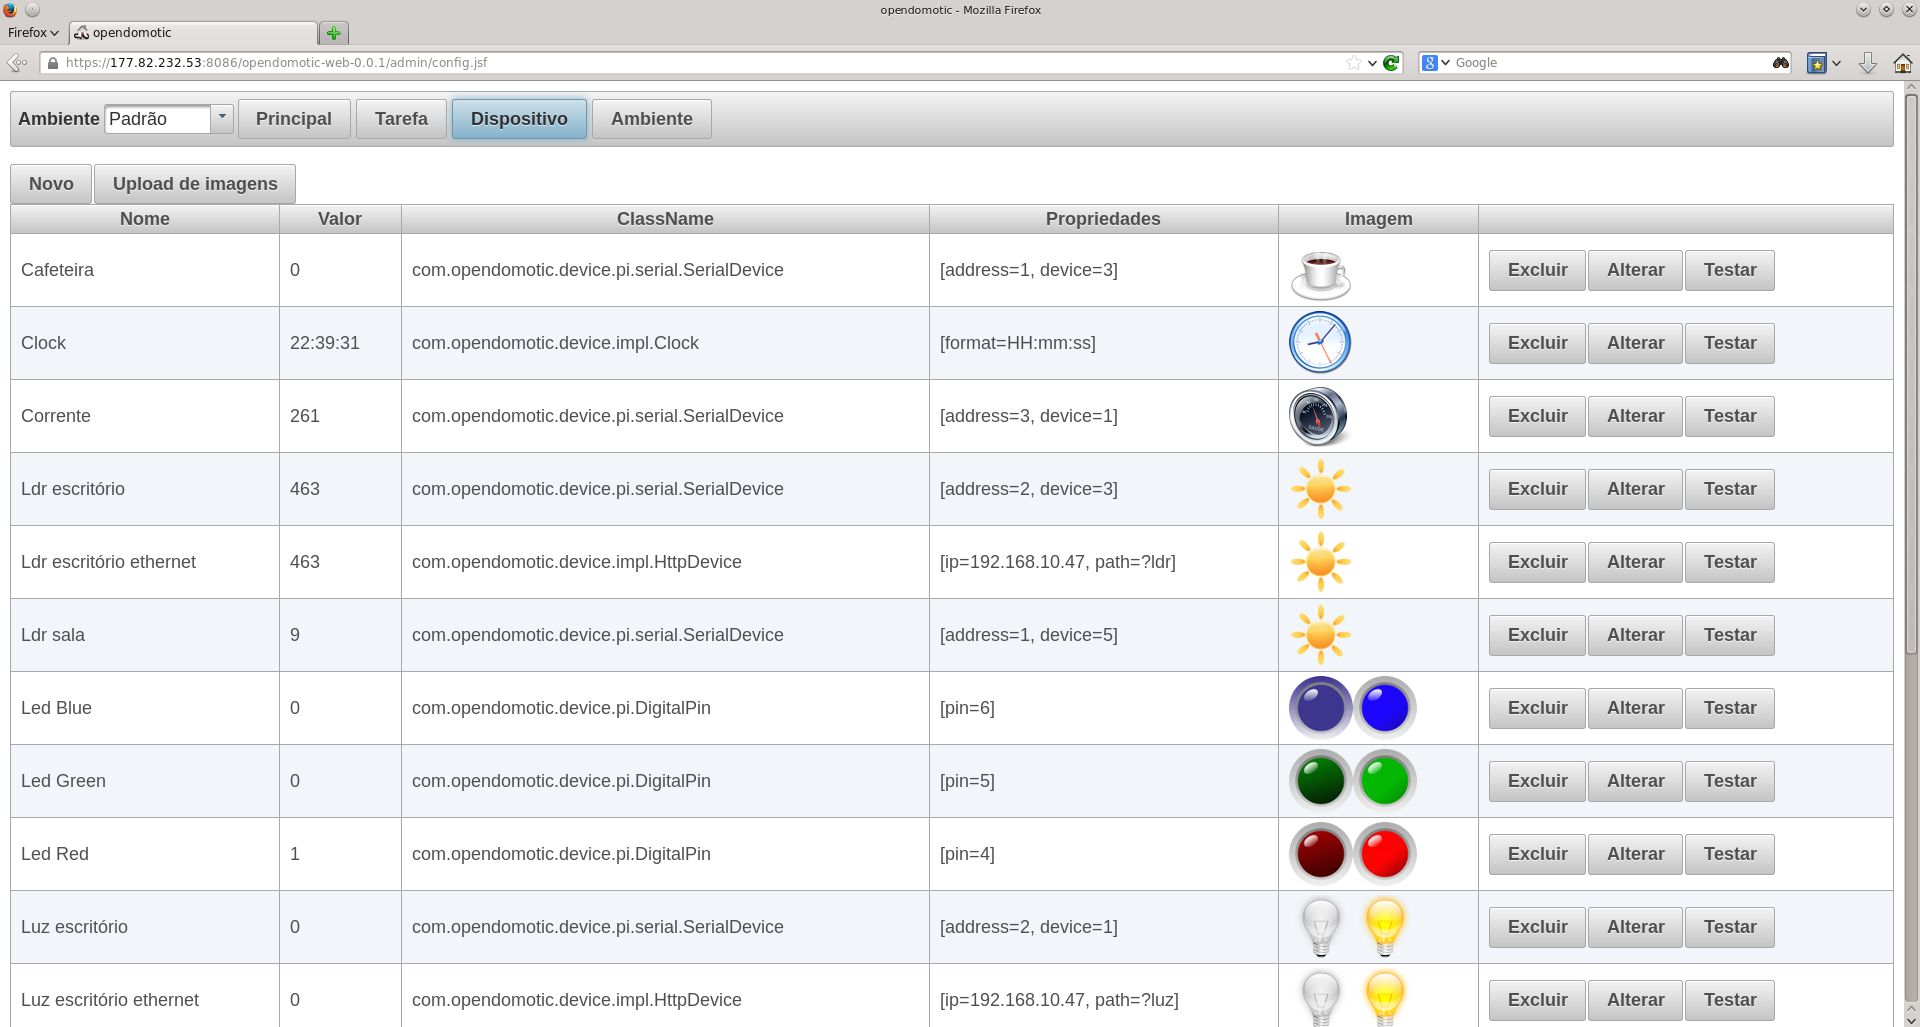 opendomotic - Mozilla Firefox
Firefox
opendomotic
https://177.82.232.53:8086/opendomotic-web-0.0.1/admin/config.jsf
Google
Ambiente Padrão Principal Tarefa Dispositivo Ambiente
Novo Upload de imagens
Nome Valor ClassName Propriedades Imagem
Cafeteira 0 com.opendomotic.device.pi.serial.SerialDevice [address=1, device=3] Excluir Alterar Testar
Clock 22:39:31 com.opendomotic.device.impl.Clock [format=HH:mm:ss] Excluir Alterar Testar
Corrente 261 com.opendomotic.device.pi.serial.SerialDevice [address=3, device=1] Excluir Alterar Testar
Ldr escritório 463 com.opendomotic.device.pi.serial.SerialDevice [address=2, device=3] Excluir Alterar Testar
Ldr escritório ethernet 463 com.opendomotic.device.impl.HttpDevice [ip=192.168.10.47, path=?ldr] Excluir Alterar Testar
Ldr sala 9 com.opendomotic.device.pi.serial.SerialDevice [address=1, device=5] Excluir Alterar Testar
Led Blue 0 com.opendomotic.device.pi.DigitalPin [pin=6] Excluir Alterar Testar
Led Green 0 com.opendomotic.device.pi.DigitalPin [pin=5] Excluir Alterar Testar
Led Red 1 com.opendomotic.device.pi.DigitalPin [pin=4] Excluir Alterar Testar
Luz escritório 0 com.opendomotic.device.pi.serial.SerialDevice [address=2, device=1] Excluir Alterar Testar
Luz escritório ethernet 0 com.opendomotic.device.impl.HttpDevice [ip=192.168.10.47, path=?luz] Excluir Alterar Testar